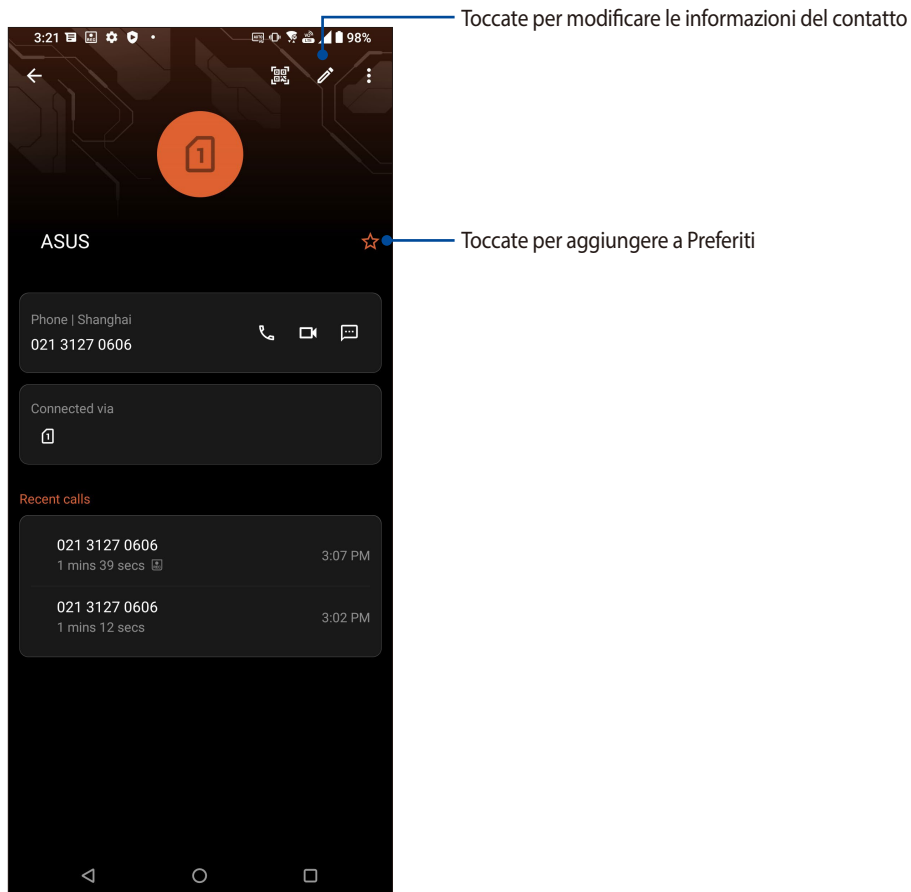 Toccate per modificare le informazioni del contatto
3:21 98%
1
ASUS
Toccate per aggiungere a Preferiti
Phone | Shanghai
021 3127 0606
Connected via
1
Recent calls
021 3127 0606
3:07 PM
1 mins 39 secs
021 3127 0606
3:02 PM
1 mins 12 secs